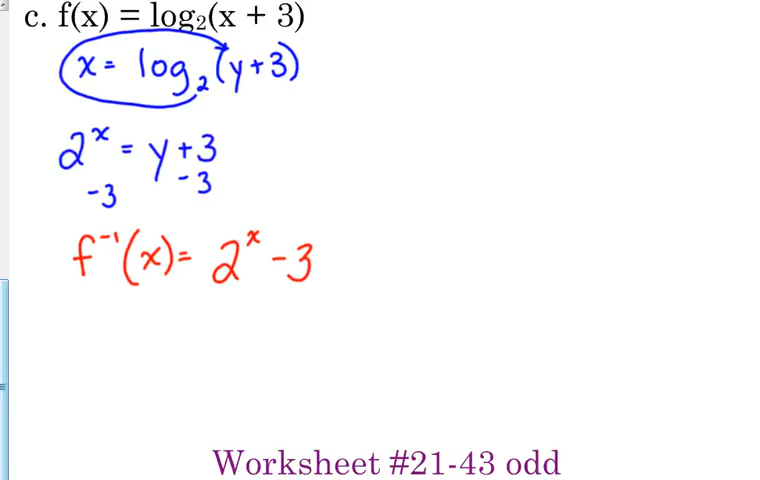 c. f(x) = log₂(x + 3)
x = log₂(y+3)
2ˣ = y+3
-3 -3
f⁻¹(x) = 2ˣ - 3
Worksheet #21-43 odd